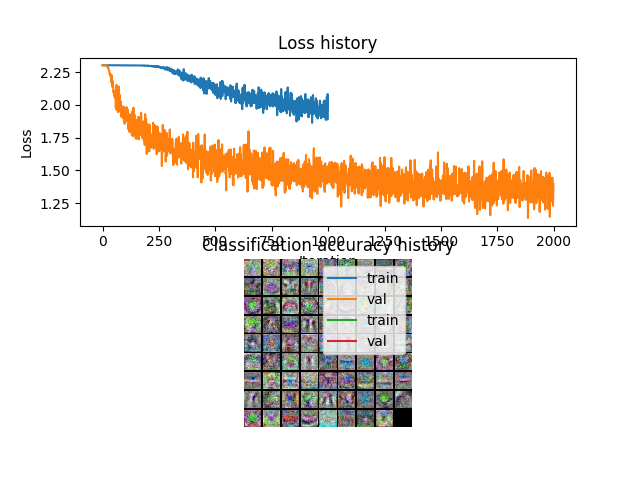 Loss history
Loss
2.25
2.00
1.75
1.50
1.25
0 250 500 750 1000 1250 1500 1750 2000
Iteration
Classification accuracy history
train
val
train
val